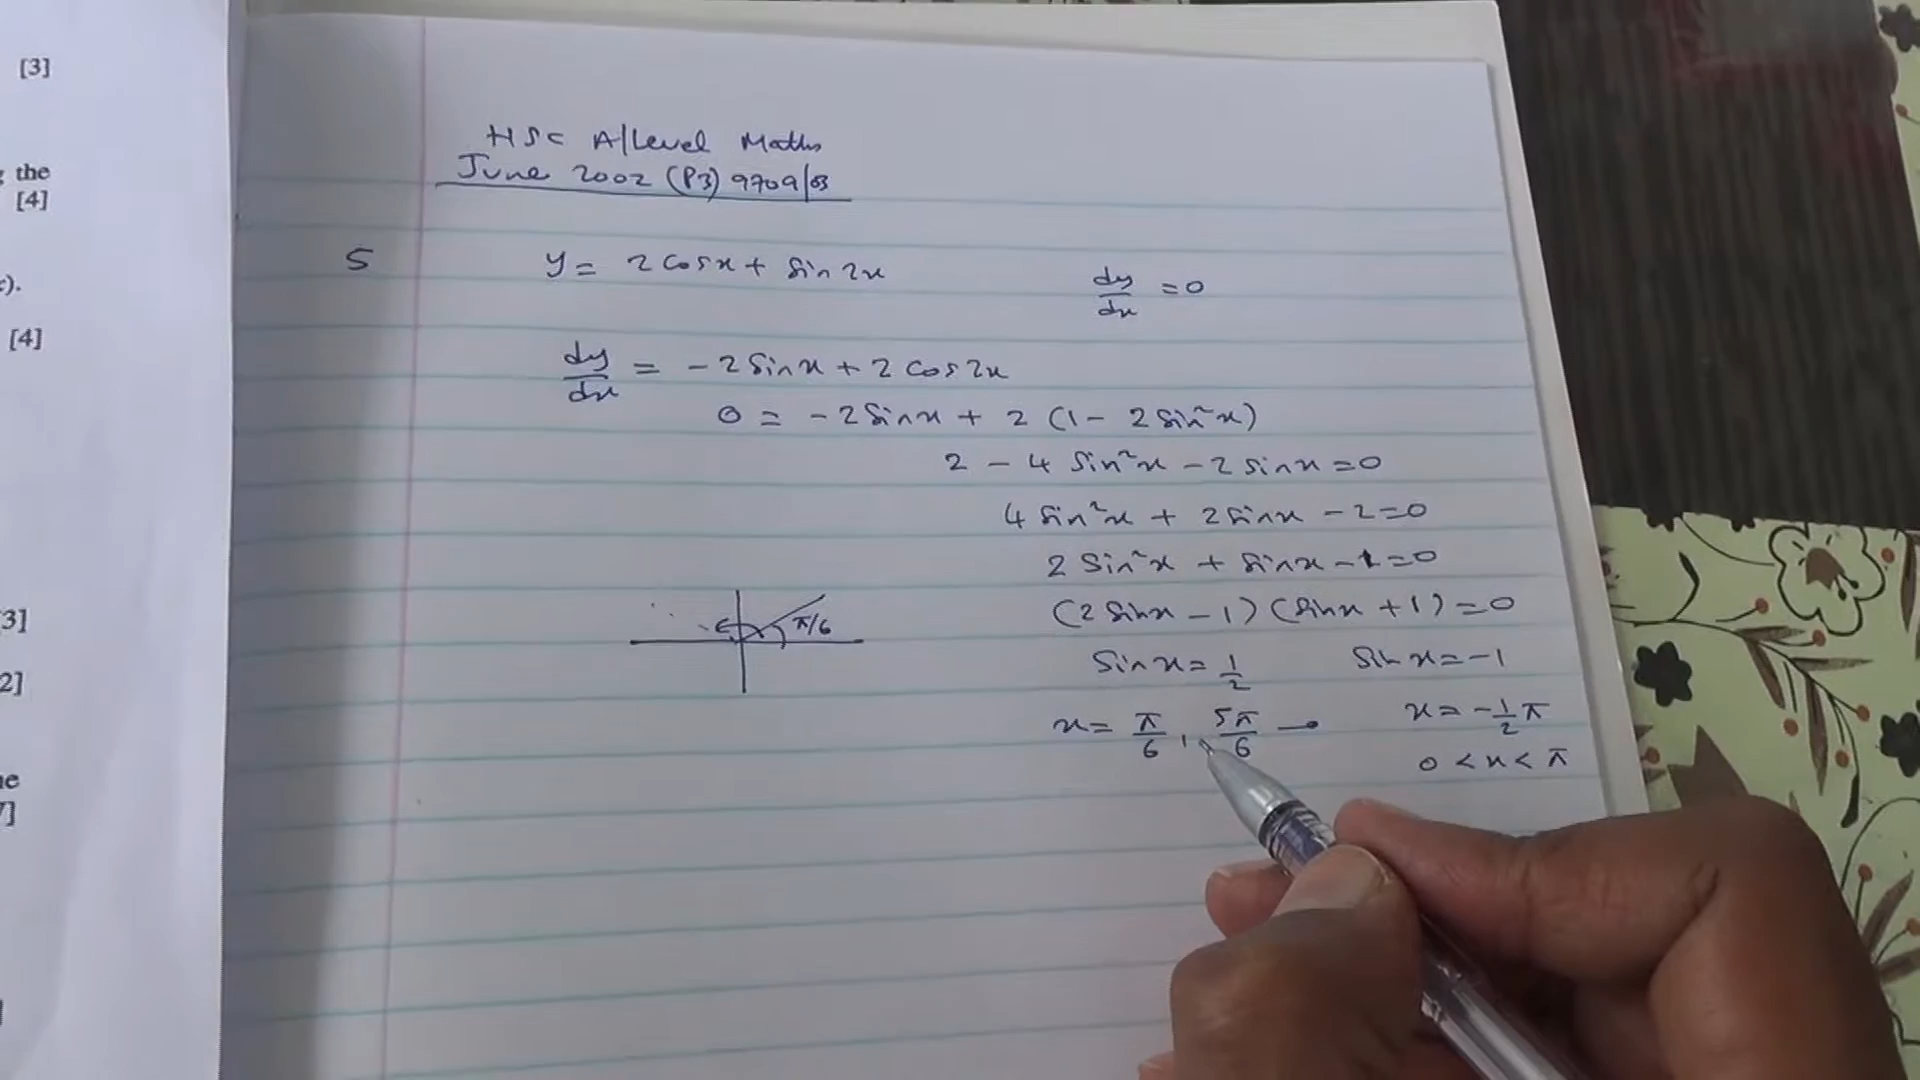 [3]
the
[4]
).
[4]
3]
2]
HSC A/Level Maths
June 2002 (P3) 9709/03
5 y = 2cosx + sin2x
dy/dx = 0
dy/dx = -2sinx + 2cos2x
0 = -2sinx + 2(1 - 2sin²x)
2 - 4sin²x - 2sinx = 0
4sin²x + 2sinx - 2 = 0
2sin²x + sinx - 1 = 0
(2sinx - 1)(sinx + 1) = 0
π/6
sinx = 1/2 sinx = -1
x = π/6, 5π/6 x = -1/2 π
0 < x < π